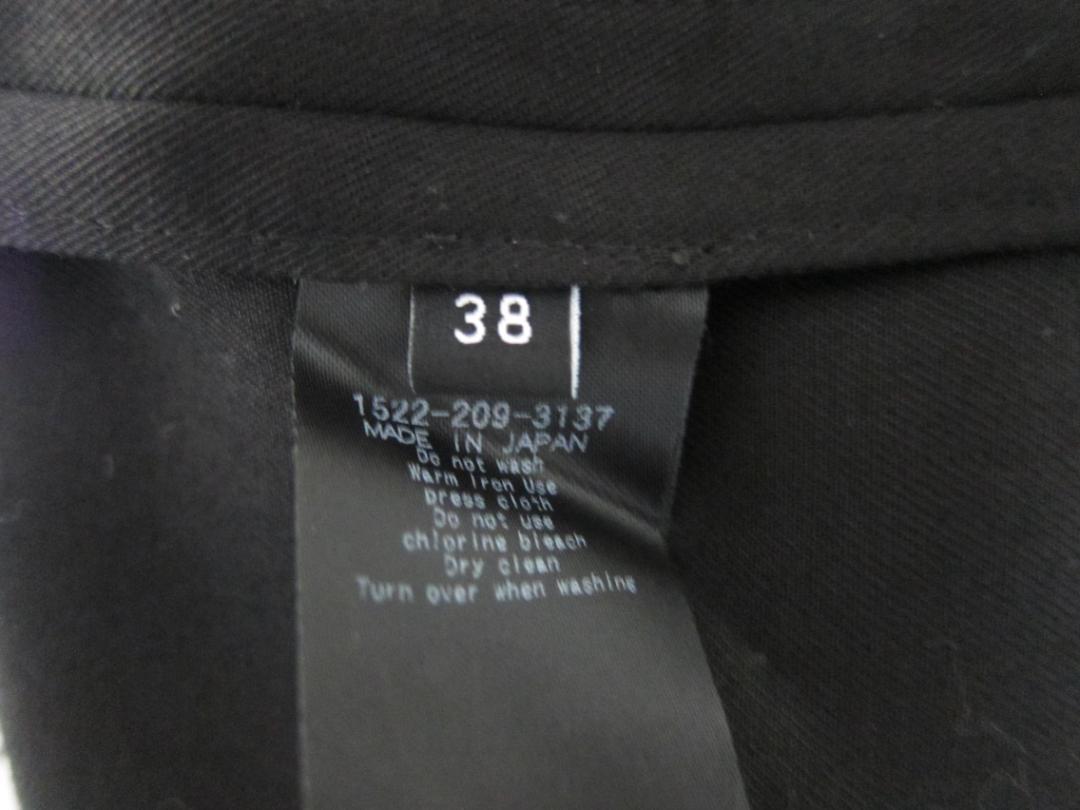 38
1522-209-3137
MADE IN JAPAN
Do not wash
Warm Iron Use
press cloth
Do not use
chlorine bleach
Dry clean
Turn over when washing